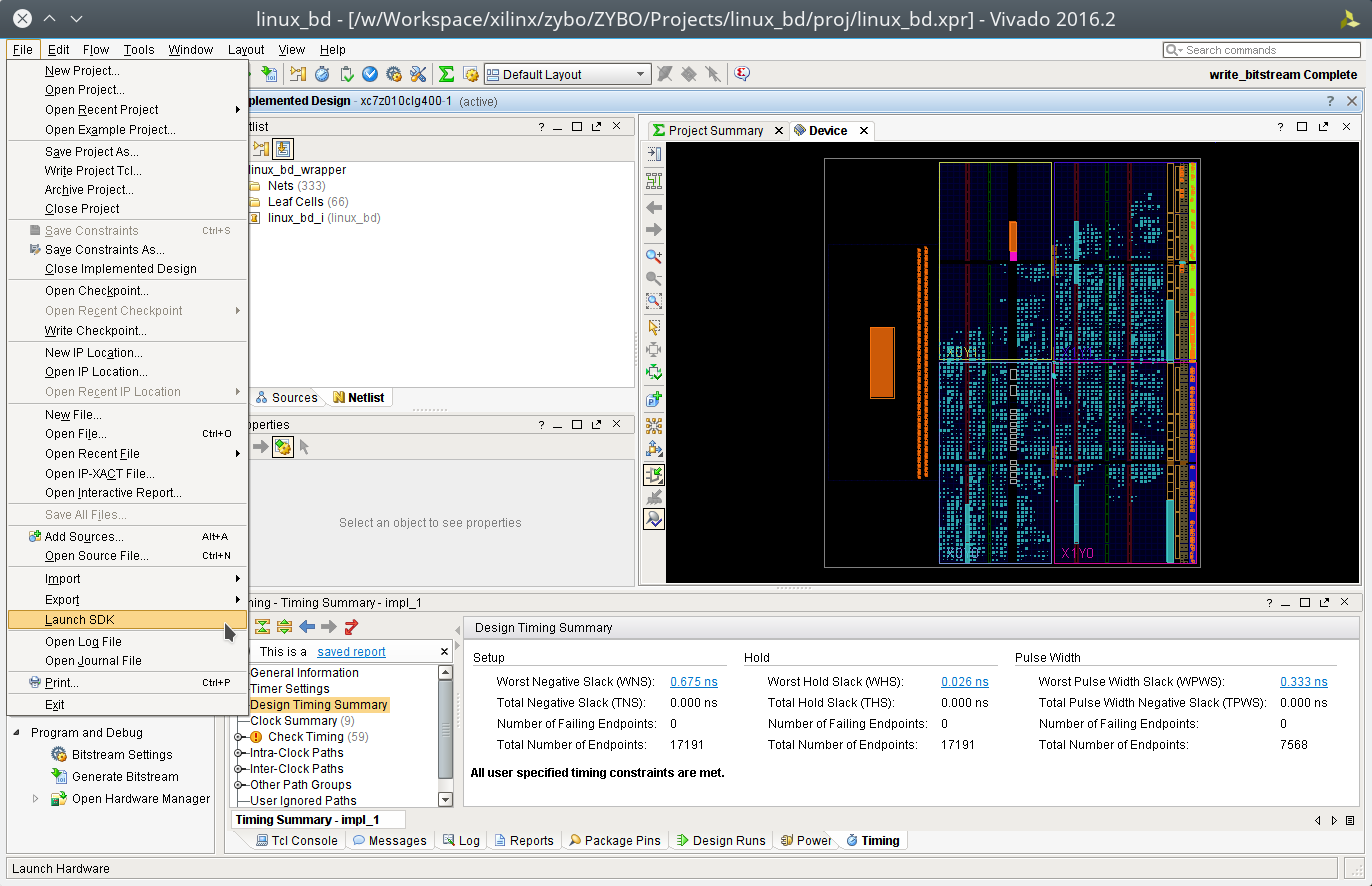 linux_bd - [/w/Workspace/xilinx/zybo/ZYBO/Projects/linux_bd/proj/linux_bd.xpr] - Vivado 2016.2
File Edit Flow Tools Window Layout View Help
Search commands
Default Layout
write_bitstream Complete
New Project...
Open Project...
Open Recent Project
Open Example Project...
Save Project As...
Write Project Tcl...
Archive Project...
Close Project
Save Constraints Ctrl+S
Save Constraints As...
Close Implemented Design
Open Checkpoint...
Open Recent Checkpoint
Write Checkpoint...
New IP Location...
Open IP Location...
Open Recent IP Location
New File...
Open File... Ctrl+O
Open Recent File
Open IP-XACT File...
Open Interactive Report...
Save All Files...
Add Sources... Alt+A
Open Source File... Ctrl+N
Import
Export
Launch SDK
Open Log File
Open Journal File
Print... Ctrl+P
Exit
Program and Debug
Bitstream Settings
Generate Bitstream
Open Hardware Manager
plemented Design - xc7z010clg400-1 (active)
tlist
linux_bd_wrapper
Nets (333)
Leaf Cells (66)
linux_bd_i (linux_bd)
Sources Netlist
operties
Select an object to see properties
Project Summary Device
X0Y1
X1Y0
ing - Timing Summary - impl_1
This is a saved report
General Information
Timer Settings
Design Timing Summary
Clock Summary (9)
Check Timing (59)
Intra-Clock Paths
Inter-Clock Paths
Other Path Groups
User Ignored Paths
Timing Summary - impl_1
Design Timing Summary
Setup Hold Pulse Width
Worst Negative Slack (WNS): 0.675 ns Worst Hold Slack (WHS): 0.026 ns Worst Pulse Width Slack (WPWS): 0.333 ns
Total Negative Slack (TNS): 0.000 ns Total Hold Slack (THS): 0.000 ns Total Pulse Width Negative Slack (TPWS): 0.000 ns
Number of Failing Endpoints: 0 Number of Failing Endpoints: 0 Number of Failing Endpoints: 0
Total Number of Endpoints: 17191 Total Number of Endpoints: 17191 Total Number of Endpoints: 7568
All user specified timing constraints are met.
Tcl Console Messages Log Reports Package Pins Design Runs Power Timing
Launch Hardware